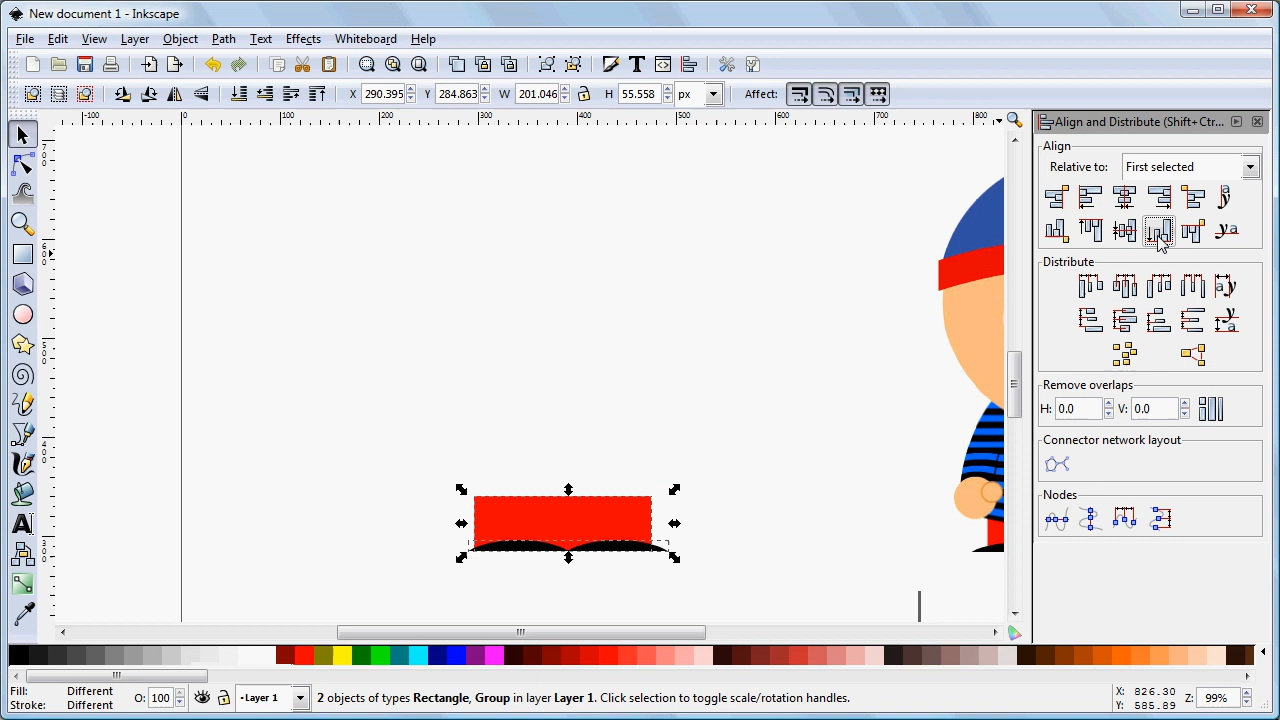 New document 1 - Inkscape
File Edit View Layer Object Path Text Effects Whiteboard Help
X 290.395 Y 284.863 W 201.046 H 55.558 px Affect:
-100 0 100 200 300 400 500 600 700 800
Align and Distribute (Shift+Ctr...
Align
Relative to: First selected
Distribute
Remove overlaps
H: 0.0 V: 0.0
Connector network layout
Nodes
Fill: Different
Stroke: Different
O: 100
Layer 1
2 objects of types Rectangle, Group in layer Layer 1. Click selection to toggle scale/rotation handles.
X: 826.30
Y: 585.89
Z: 99%